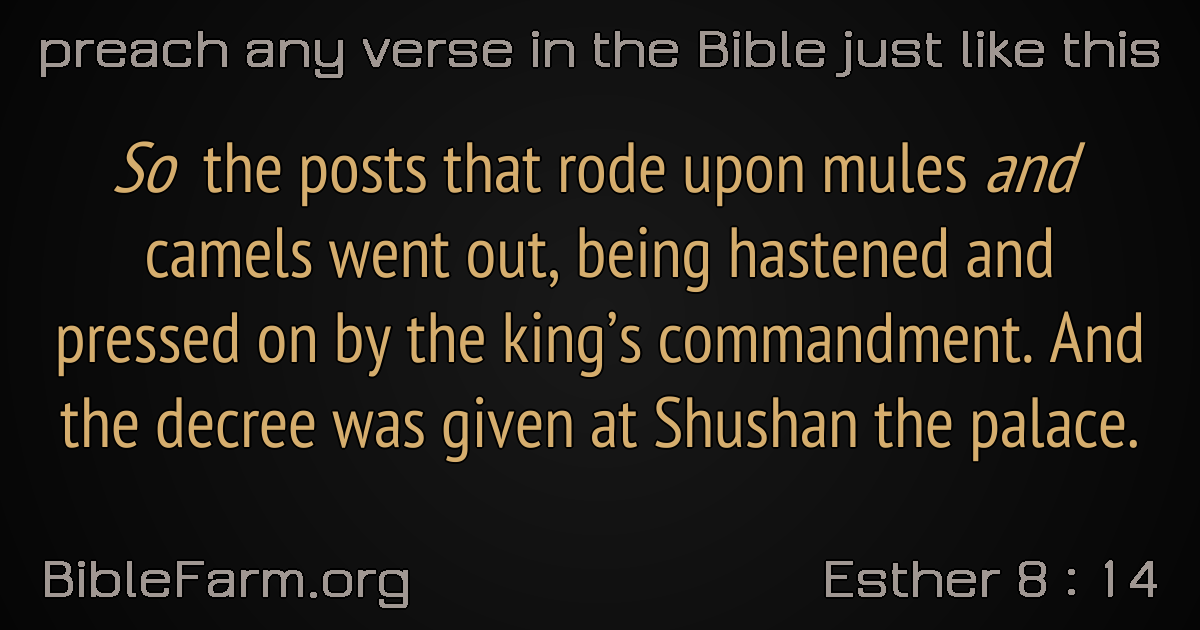 preach any verse in the Bible just like this
So the posts that rode upon mules and
camels went out, being hastened and
pressed on by the king’s commandment. And
the decree was given at Shushan the palace.
BibleFarm.org
Esther 8 : 14